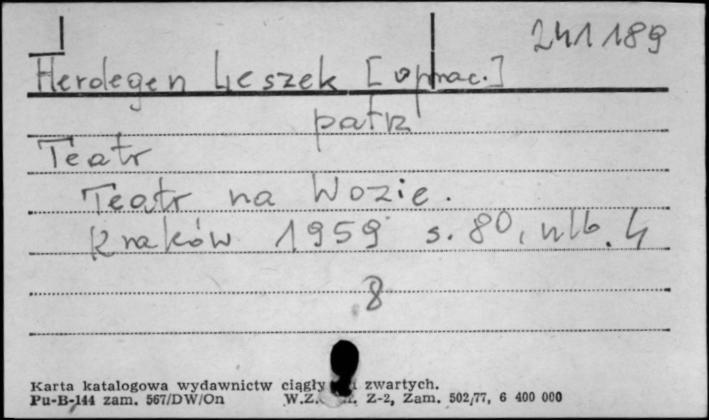 241189
Herdegen Leszek [oprac.]
patrz
Teatr
Teatr na Wozie.
Kraków 1959 s. 80, nlb. 4
8
Karta katalogowa wydawnictw ciągły zwartych.
Pu-B-144 zam. 567/DW/On W.Z. Z-2, Zam. 502/77, 6 400 000